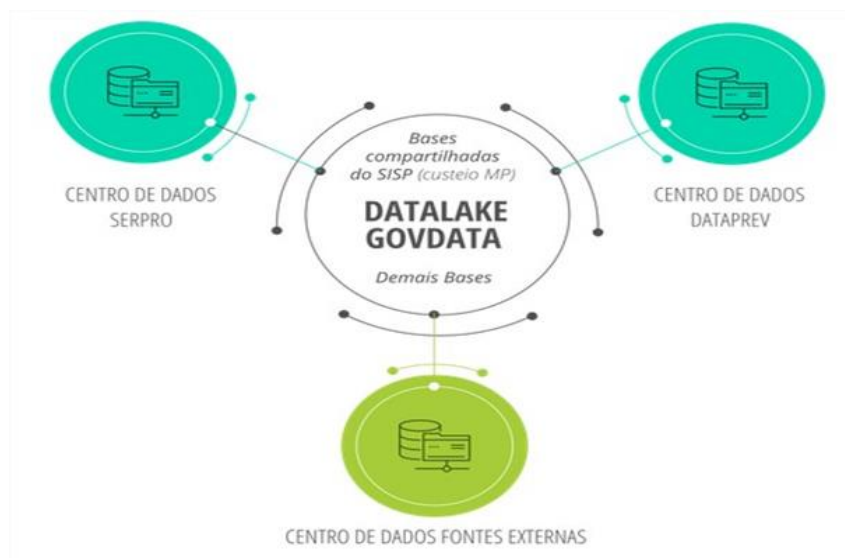 Bases
compartilhadas
do SISP (custeio MP)
DATALAKE
GOVDATA
Demais Bases
CENTRO DE DADOS
SERPRO
CENTRO DE DADOS
DATAPREV
CENTRO DE DADOS FONTES EXTERNAS